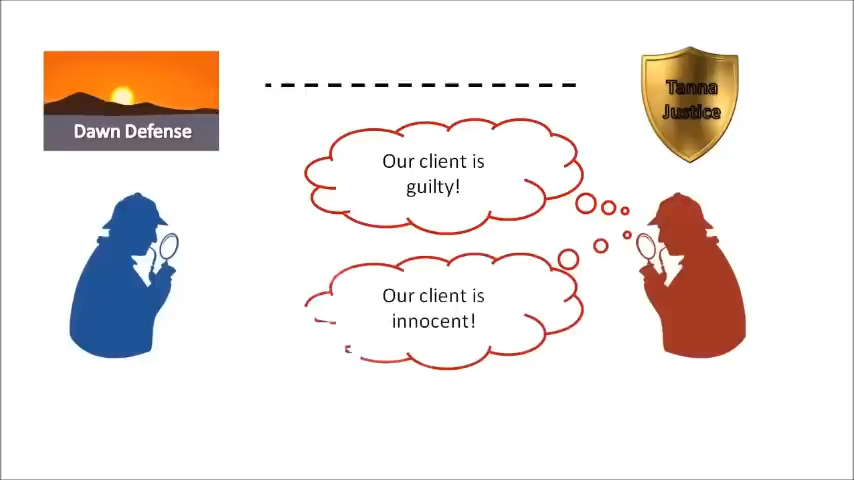 Dawn Defense
Tanna
Justice
Our client is
guilty!
Our client is
innocent!